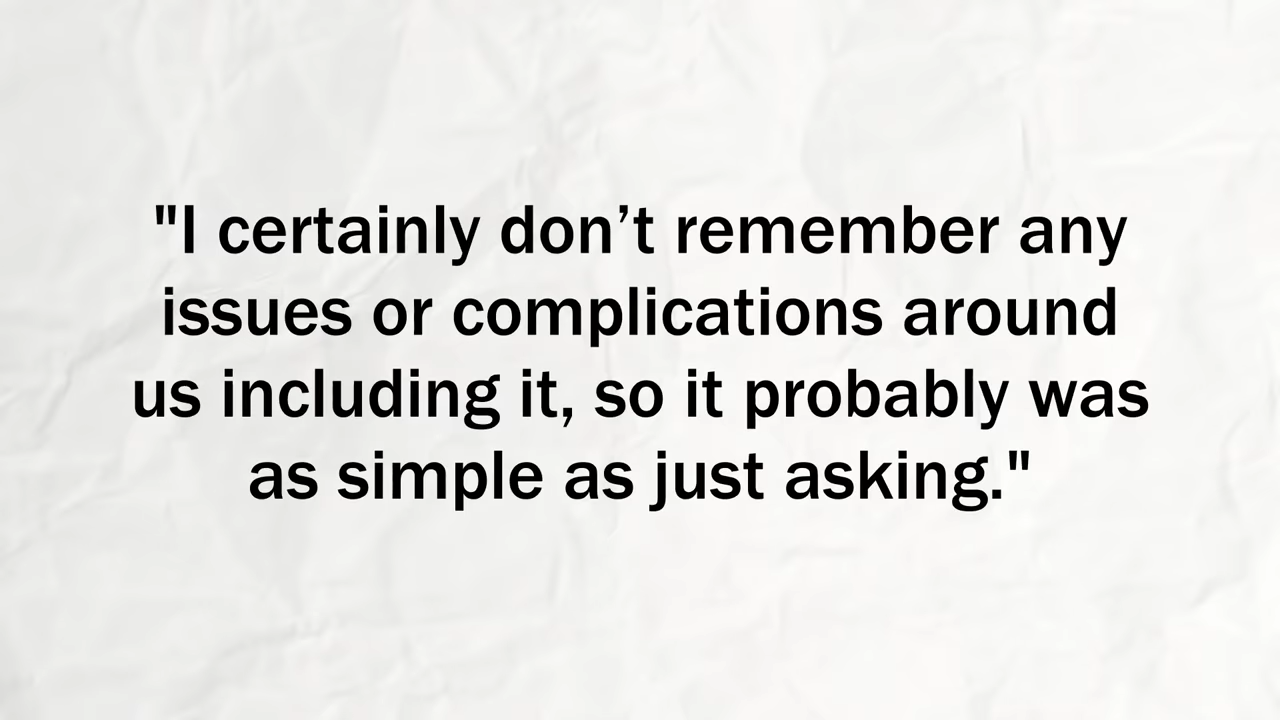 "I certainly don’t remember any
issues or complications around
us including it, so it probably was
as simple as just asking."